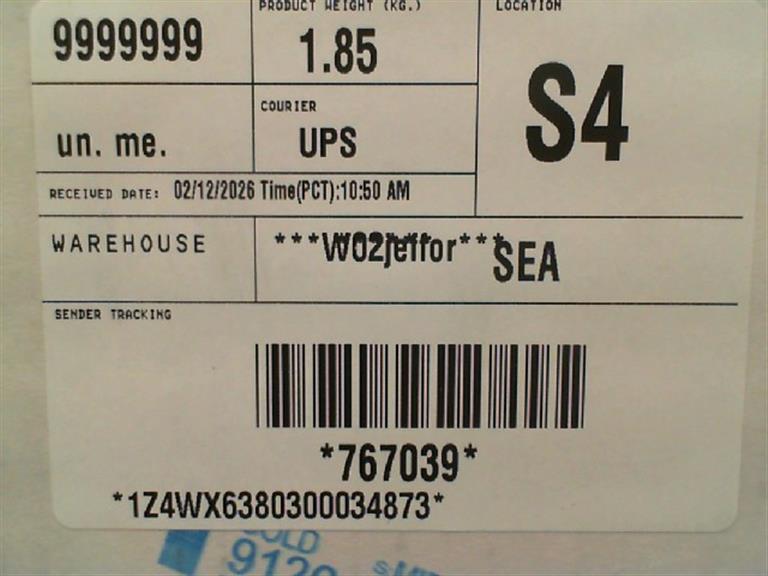 PRODUCT WEIGHT (KG.)
LOCATION
9999999
1.85
S4
COURIER
un. me.
UPS
RECEIVED DATE: 02/12/2026 Time(PCT):10:50 AM
WAREHOUSE
***W02jeffor***
SEA
SENDER TRACKING
*767039*
*1Z4WX6380300034873*